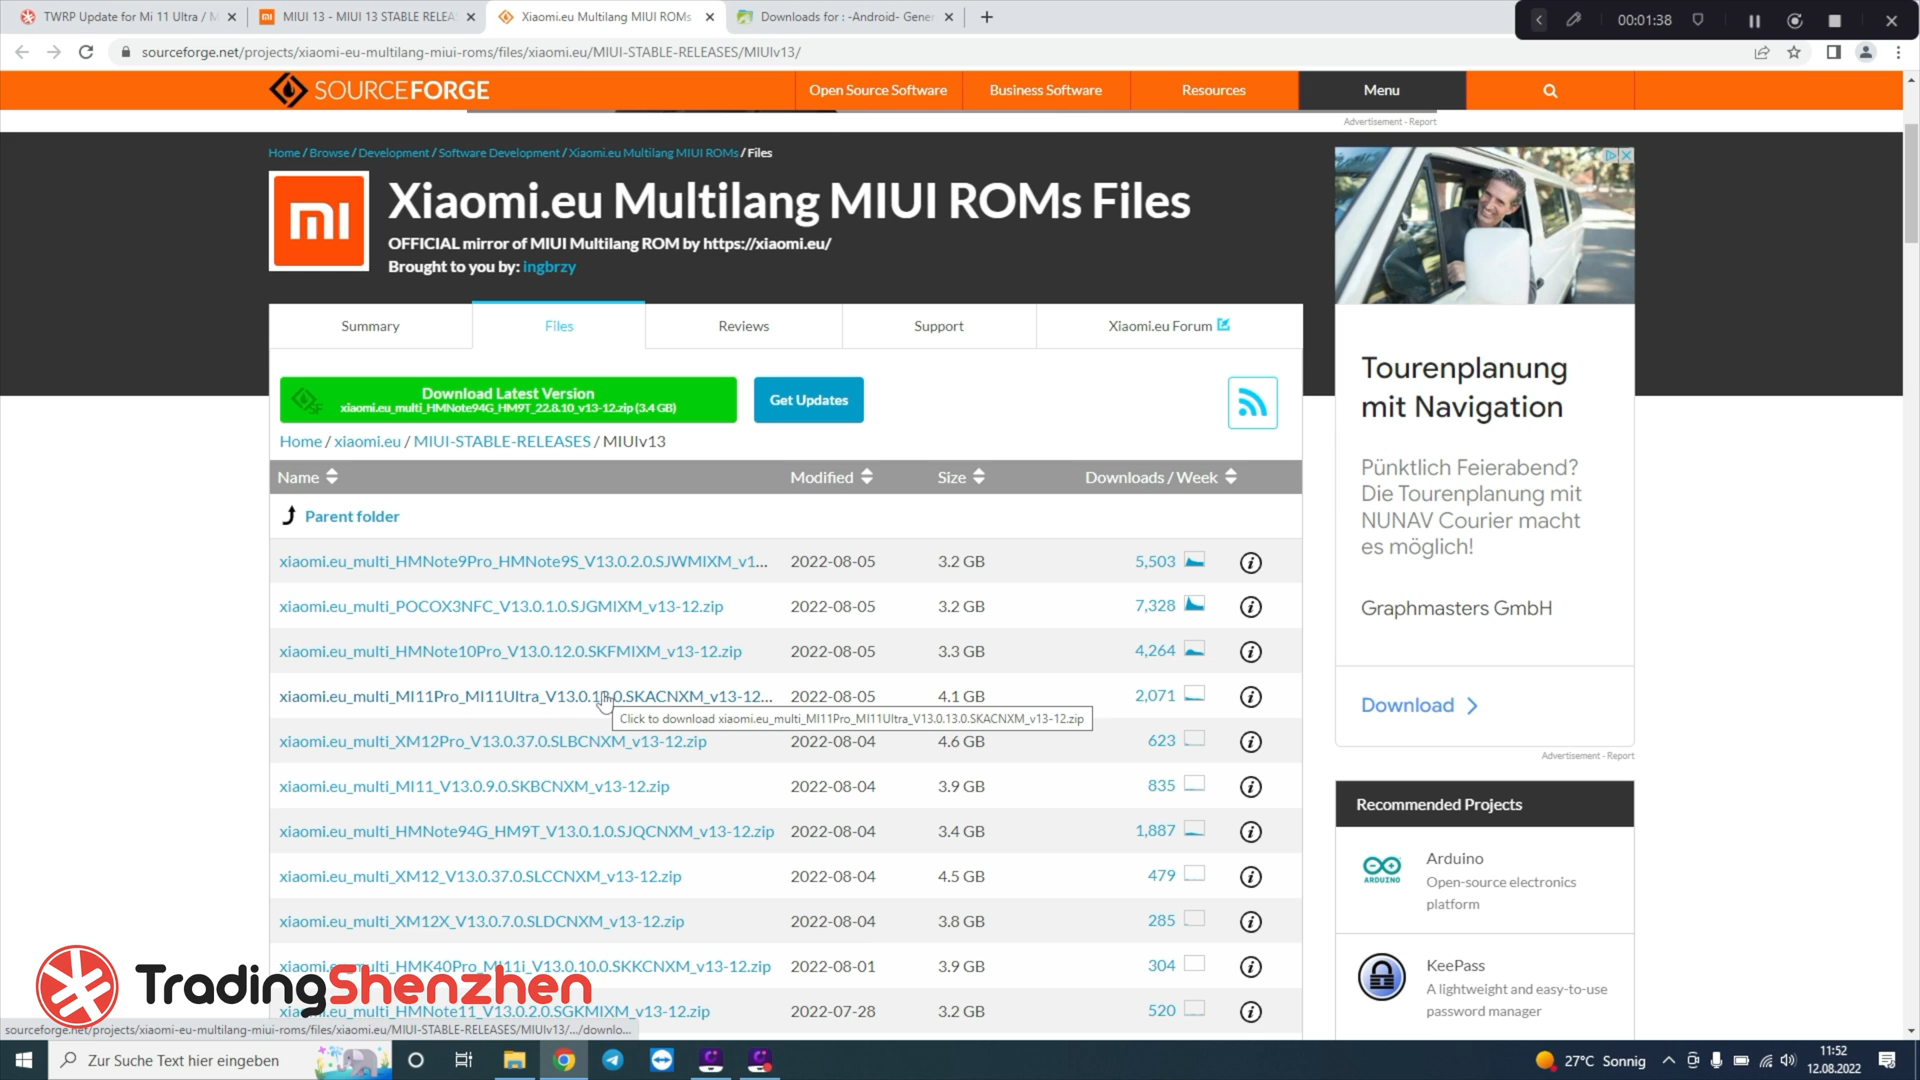 TWRP Update for Mi 11 Ultra / M
MIUI 13 - MIUI 13 STABLE RELEA
Xiaomi.eu Multilang MIUI ROMs
Downloads for : -Android- Gener
00:01:38
sourceforge.net/projects/xiaomi-eu-multilang-miui-roms/files/xiaomi.eu/MIUI-STABLE-RELEASES/MIUIv13/
SOURCEFORGE
Open Source Software
Business Software
Resources
Menu
Advertisement - Report
Home / Browse / Development / Software Development / Xiaomi.eu Multilang MIUI ROMs / Files
Xiaomi.eu Multilang MIUI ROMs Files
OFFICIAL mirror of MIUI Multilang ROM by https://xiaomi.eu/
Brought to you by: ingbrzy
Summary
Files
Reviews
Support
Xiaomi.eu Forum
Download Latest Version
xiaomi.eu_multi_HMNote94G_HM9T_22.8.10_v13-12.zip (3.4 GB)
Get Updates
Home / xiaomi.eu / MIUI-STABLE-RELEASES / MIUIv13
Name Modified Size Downloads / Week
Parent folder
xiaomi.eu_multi_HMNote9Pro_HMNote9S_V13.0.2.0.SJWMIXM_v1... 2022-08-05 3.2 GB 5,503
xiaomi.eu_multi_POCOX3NFC_V13.0.1.0.SJGMIXM_v13-12.zip 2022-08-05 3.2 GB 7,328
xiaomi.eu_multi_HMNote10Pro_V13.0.12.0.SKFMIXM_v13-12.zip 2022-08-05 3.3 GB 4,264
xiaomi.eu_multi_MI11Pro_MI11Ultra_V13.0.13.0.SKACNXM_v13-12... 2022-08-05 4.1 GB 2,071
Click to download xiaomi.eu_multi_MI11Pro_MI11Ultra_V13.0.13.0.SKACNXM_v13-12.zip
xiaomi.eu_multi_XM12Pro_V13.0.37.0.SLBCNXM_v13-12.zip 2022-08-04 4.6 GB 623
xiaomi.eu_multi_MI11_V13.0.9.0.SKBCNXM_v13-12.zip 2022-08-04 3.9 GB 835
xiaomi.eu_multi_HMNote94G_HM9T_V13.0.1.0.SJQCNXM_v13-12.zip 2022-08-04 3.4 GB 1,887
xiaomi.eu_multi_XM12_V13.0.37.0.SLCCNXM_v13-12.zip 2022-08-04 4.5 GB 479
xiaomi.eu_multi_XM12X_V13.0.7.0.SLDCNXM_v13-12.zip 2022-08-04 3.8 GB 285
xiaomi.eu_multi_HMK40Pro_MI11i_V13.0.10.0.SKKCNXM_v13-12.zip 2022-08-01 3.9 GB 304
xiaomi.eu_multi_HMNote11_V13.0.2.0.SGKMIXM_v13-12.zip 2022-07-28 3.2 GB 520
Tourenplanung
mit Navigation
Pünktlich Feierabend?
Die Tourenplanung mit
NUNAV Courier macht
es möglich!
Graphmasters GmbH
Download
Advertisement - Report
Recommended Projects
ARDUINO
Arduino
Open-source electronics
platform
KeePass
A lightweight and easy-to-use
password manager
TradingShenzhen
sourceforge.net/projects/xiaomi-eu-multilang-miui-roms/files/xiaomi.eu/MIUI-STABLE-RELEASES/MIUIv13/.../downlo...
Zur Suche Text hier eingeben
27°C Sonnig
11:52
12.08.2022